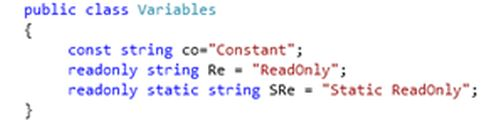 public class Variables
{
const string co="Constant";
readonly string Re = "ReadOnly";
readonly static string SRe = "Static ReadOnly";
}